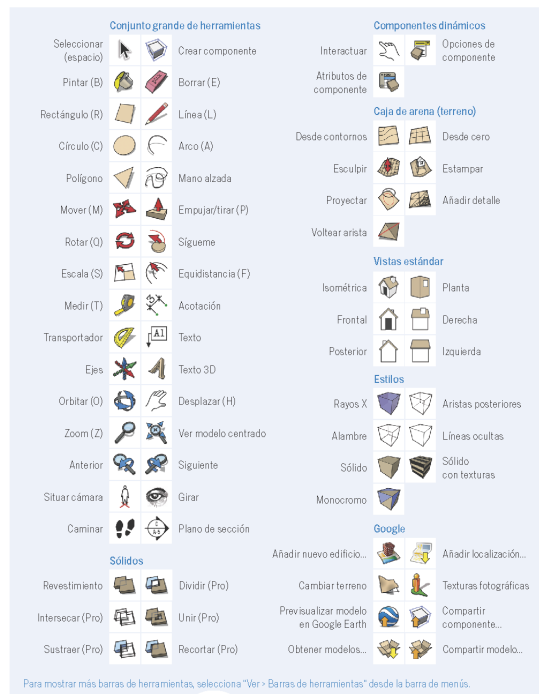 Conjunto grande de herramientas
Seleccionar
(espacio)
Crear componente
Pintar (B)
Borrar (E)
Rectángulo (R)
Línea (L)
Círculo (C)
Arco (A)
Polígono
Mano alzada
Mover (M)
Empujar/tirar (P)
Rotar (Q)
Sígueme
Escala (S)
Equidistancia (F)
Medir (T)
Acotación
Transportador
A1
Texto
Ejes
Texto 3D
Orbitar (O)
Desplazar (H)
Zoom (Z)
Ver modelo centrado
Anterior
Siguiente
Situar cámara
Girar
Caminar
Plano de sección
Sólidos
Revestimiento
Dividir (Pro)
Intersecar (Pro)
Unir (Pro)
Sustraer (Pro)
Recortar (Pro)
Componentes dinámicos
Interactuar
Opciones de
componente
Atributos de
componente
Caja de arena (terreno)
Desde contornos
Desde cero
Esculpir
Estampar
Proyectar
Añadir detalle
Voltear arista
Vistas estándar
Isométrica
Planta
Frontal
Derecha
Posterior
Izquierda
Estilos
Rayos X
Aristas posteriores
Alambre
Líneas ocultas
Sólido
Sólido
con texturas
Monocromo
Google
Añadir nuevo edificio...
Añadir localización...
Cambiar terreno
Texturas fotográficas
Previsualizar modelo
en Google Earth
Compartir
componente...
Obtener modelos...
Compartir modelo...
Para mostrar más barras de herramientas, selecciona "Ver > Barras de herramientas" desde la barra de menús.